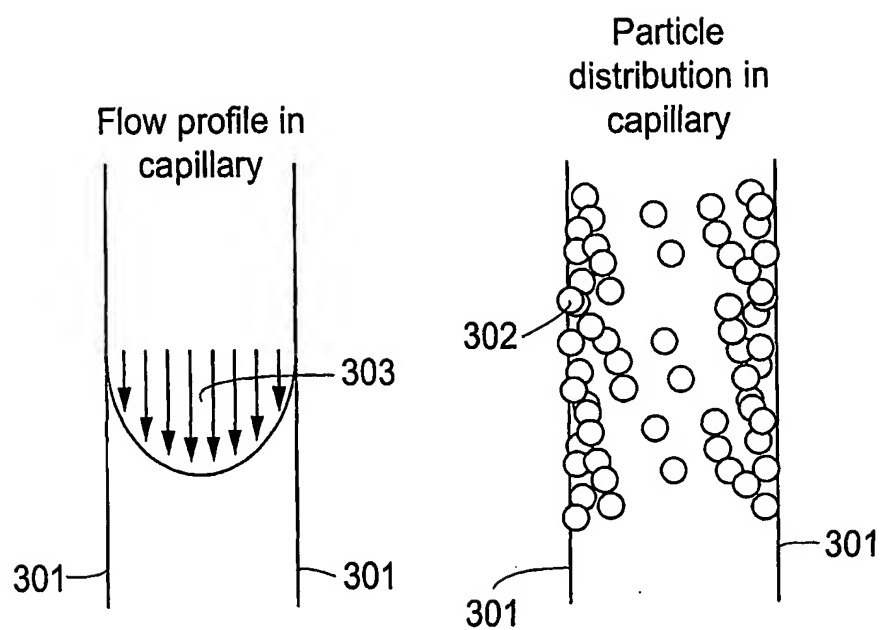 Flow profile in
capillary
Particle
distribution in
capillary
303
302
301
301
301
301